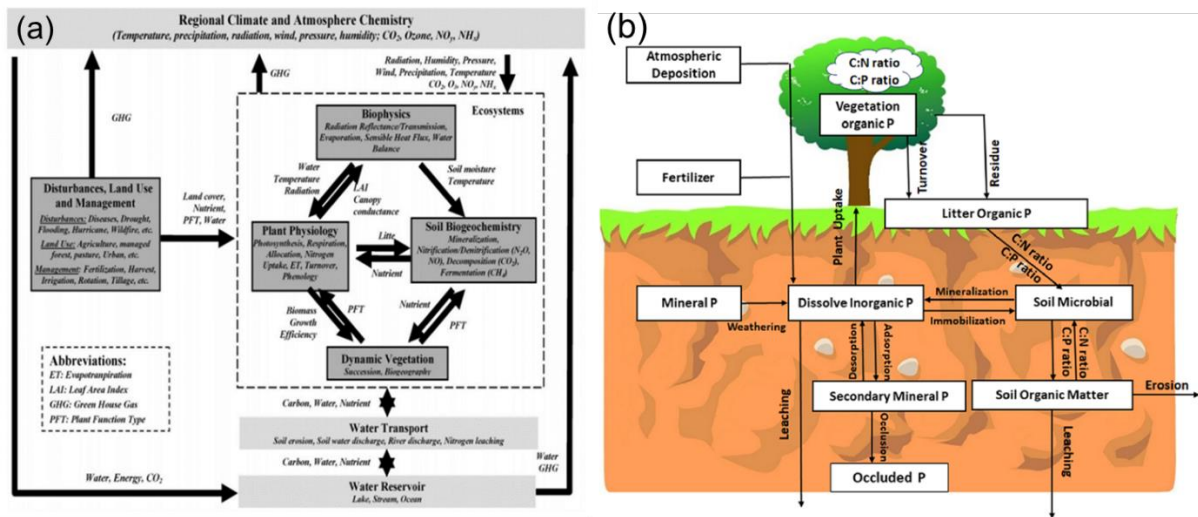 (a)
Regional Climate and Atmosphere Chemistry
(Temperature, precipitation, radiation, wind, pressure, humidity; CO2, Ozone, NOy, NHx)
GHG
GHG
Radiation, Humidity, Pressure,
Wind, Precipitation, Temperature
CO2, O3, NOy, NHx
Ecosystems
Biophysics
Radiation Reflectance/Transmission,
Evaporation, Sensible Heat Flux, Water
Balance
Water
Temperature
Radiation
LAI
Canopy
conductance
Soil moisture
Temperature
Disturbances, Land Use
and Management
Disturbances: Diseases, Drought,
Flooding, Hurricane, Wildfire, etc.
Land Use: Agriculture, managed
forest, pasture, Urban, etc.
Management: Fertilization, Harvest,
Irrigation, Rotation, Tillage, etc.
Land cover,
Nutrient,
PFT, Water
Plant Physiology
Photosynthesis, Respiration,
Allocation, Nitrogen
Uptake, ET, Turnover,
Phenology
Litte
Nutrient
Soil Biogeochemistry
Mineralization,
Nitrification/Denitrification (N2O,
NO), Decomposition (CO2),
Fermentation (CH4)
Biomass
Growth
Efficiency
PFT
Nutrient
PFT
Dynamic Vegetation
Succession, Biogeography
Abbreviations:
ET: Evapotranpiration
LAI: Leaf Area Index
GHG: Green House Gas
PFT: Plant Function Type
Carbon, Water, Nutrient
Water Transport
Soil erosion, Soil water discharge, River discharge, Nitrogen leaching
Carbon, Water, Nutrient
Water
GHG
Water, Energy, CO2
Water Reservoir
Lake, Stream, Ocean
(b)
Atmospheric
Deposition
C:N ratio
C:P ratio
Vegetation
organic P
Fertilizer
Turnover
Residue
Plant Uptake
Litter Organic P
C:N ratio
C:P ratio
Mineral P
Weathering
Dissolve Inorganic P
Mineralization
Immobilization
Soil Microbial
Desorption
Adsorption
C:P ratio
C:N ratio
Secondary Mineral P
Soil Organic Matter
Erosion
Leaching
Occlusion
Leaching
Occluded P